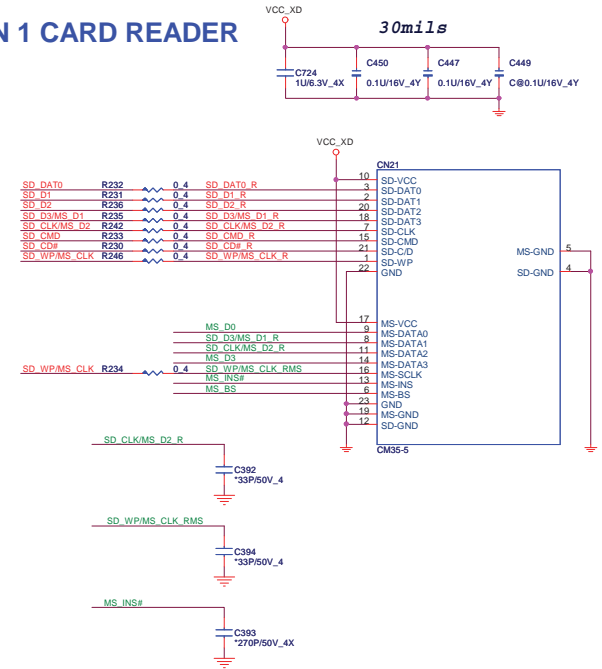 N 1 CARD READER
VCC_XD
30mils
C724
1U/6.3V_4X
C450
0.1U/16V_4Y
C447
0.1U/16V_4Y
C449
C@0.1U/16V_4Y
VCC_XD
CN21
SD_DAT0 R232 0_4 SD_DAT0_R
SD_D1 R231 0_4 SD_D1_R
SD_D2 R236 0_4 SD_D2_R
SD_D3/MS_D1 R235 0_4 SD_D3/MS_D1_R
SD_CLK/MS_D2 R242 0_4 SD_CLK/MS_D2_R
SD_CMD R233 0_4 SD_CMD_R
SD_CD# R230 0_4 SD_CD#_R
SD_WP/MS_CLK R246 0_4 SD_WP/MS_CLK_R
10 SD-VCC
3 SD-DAT0
2 SD-DAT1
20 SD-DAT2
18 SD-DAT3
7 SD-CLK
15 SD-CMD
21 SD-C/D
1 SD-WP
22 GND
MS-GND 5
SD-GND 4
17 MS-VCC
MS_D0 9 MS-DATA0
SD_D3/MS_D1_R 8 MS-DATA1
SD_CLK/MS_D2_R 11 MS-DATA2
MS_D3 14 MS-DATA3
SD_WP/MS_CLK R234 0_4 SD_WP/MS_CLK_RMS 16 MS-SCLK
MS_INS# 13 MS-INS
MS_BS 6 MS-BS
23 GND
19 MS-GND
12 SD-GND
CM35-5
SD_CLK/MS_D2_R
C392
*33P/50V_4
SD_WP/MS_CLK_RMS
C394
*33P/50V_4
MS_INS#
C393
*270P/50V_4X